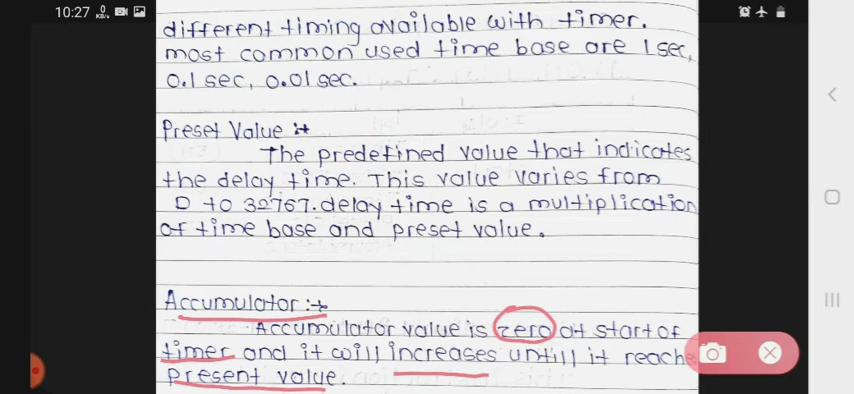 10:27 0 KB/s
different timing available with timer.
most common used time base are 1 sec,
0.1 sec, 0.01 sec.
Preset Value :→
The predefined value that indicates
the delay time. This value varies from
0 to 32767. delay time is a multiplication
of time base and preset value.
Accumulator :→
Accumulator value is zero at start of
timer and it will increases untill it reache
present value.